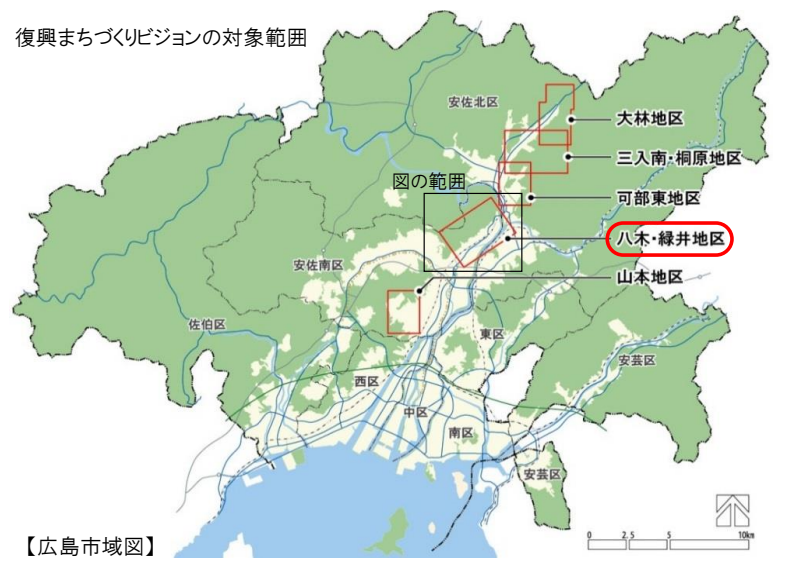 復興まちづくりビジョンの対象範囲
安佐北区
大林地区
三入南・桐原地区
図の範囲
可部東地区
八木・緑井地区
安佐南区
山本地区
佐伯区
東区
安芸区
西区
中区
南区
安芸区
【広島市域図】
0 2.5 5 10km